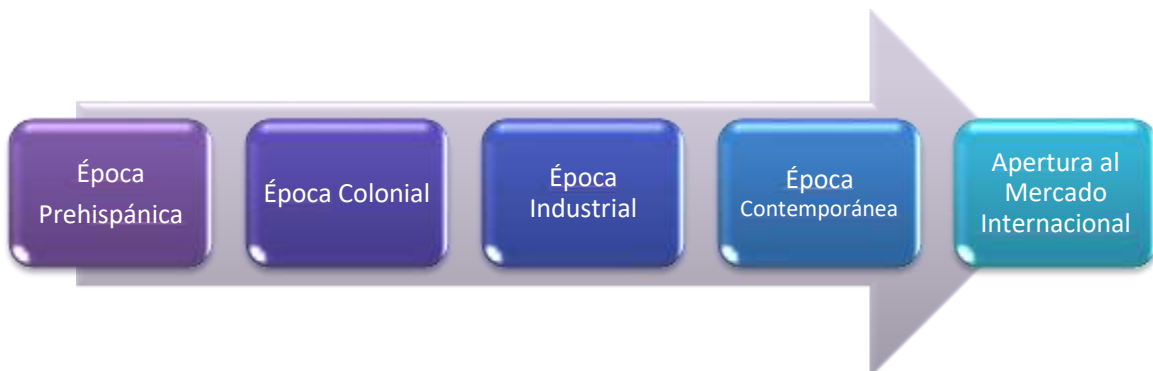 Época
Prehispánica
Época Colonial
Época
Industrial
Época
Contemporánea
Apertura al
Mercado
Internacional